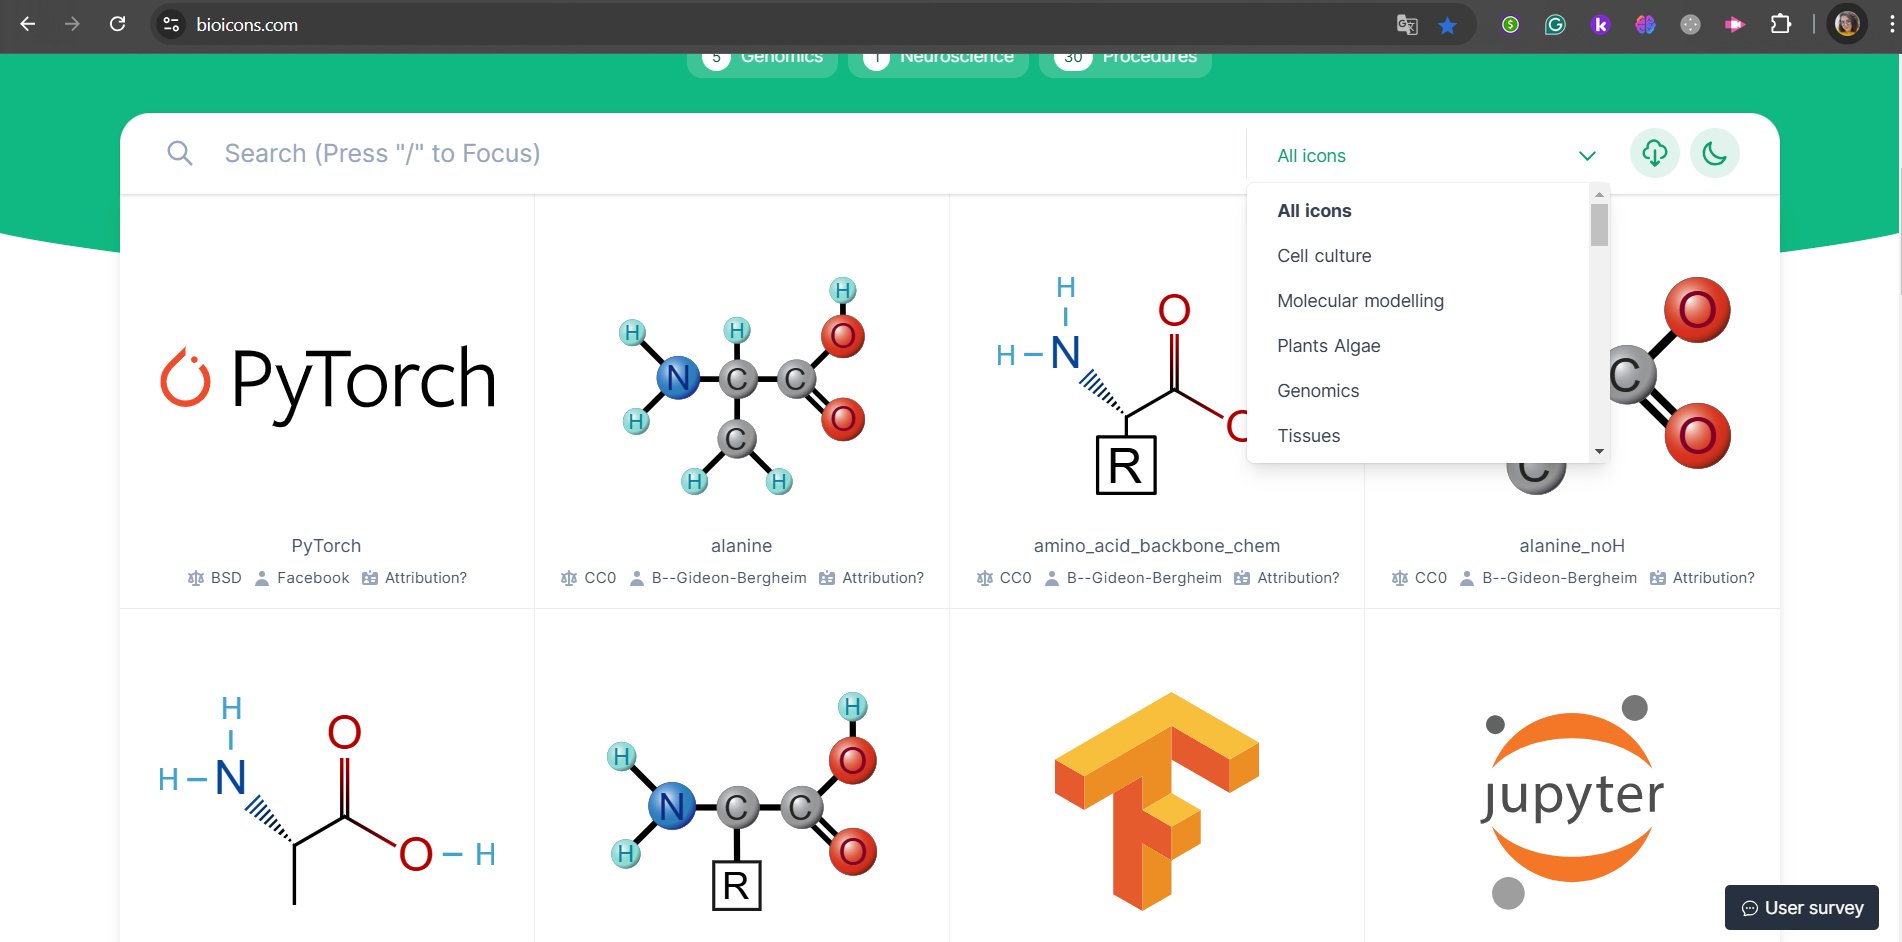 bioicons.com
5 Genomics 1 Neuroscience 30 Procedures
Search (Press "/" to Focus)
All icons
All icons
Cell culture
Molecular modelling
Plants Algae
Genomics
Tissues
PyTorch
H
H
H
O
H
N
C
C
H
O
C
H
H
H
O
H
N
O
R
O
C
O
C
PyTorch
BSD Facebook Attribution?
alanine
CC0 B--Gideon-Bergheim Attribution?
amino_acid_backbone_chem
CC0 B--Gideon-Bergheim Attribution?
alanine_noH
CC0 B--Gideon-Bergheim Attribution?
H
O
H
N
O
H
H
H
O
N
C
C
H
O
R
jupyter
User survey